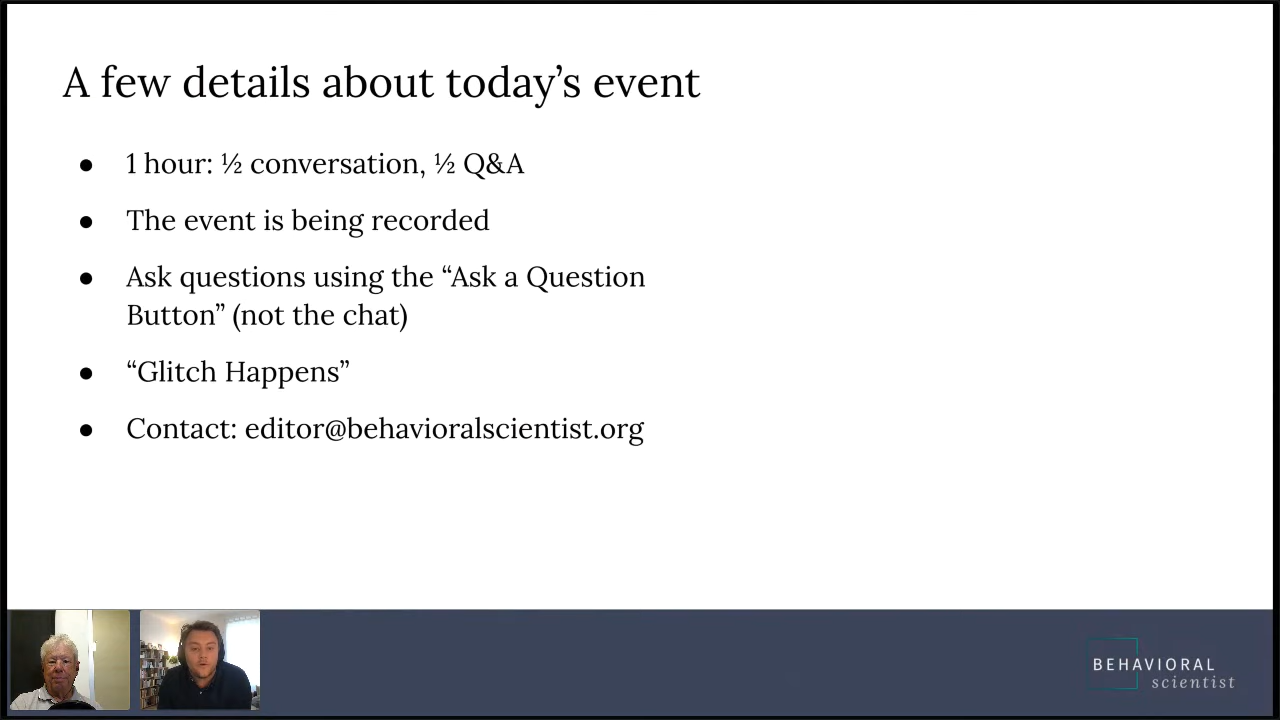 A few details about today’s event
● 1 hour: ½ conversation, ½ Q&A
● The event is being recorded
● Ask questions using the “Ask a Question
Button” (not the chat)
● “Glitch Happens”
● Contact: editor@behavioralscientist.org
BEHAVIORAL
scientist